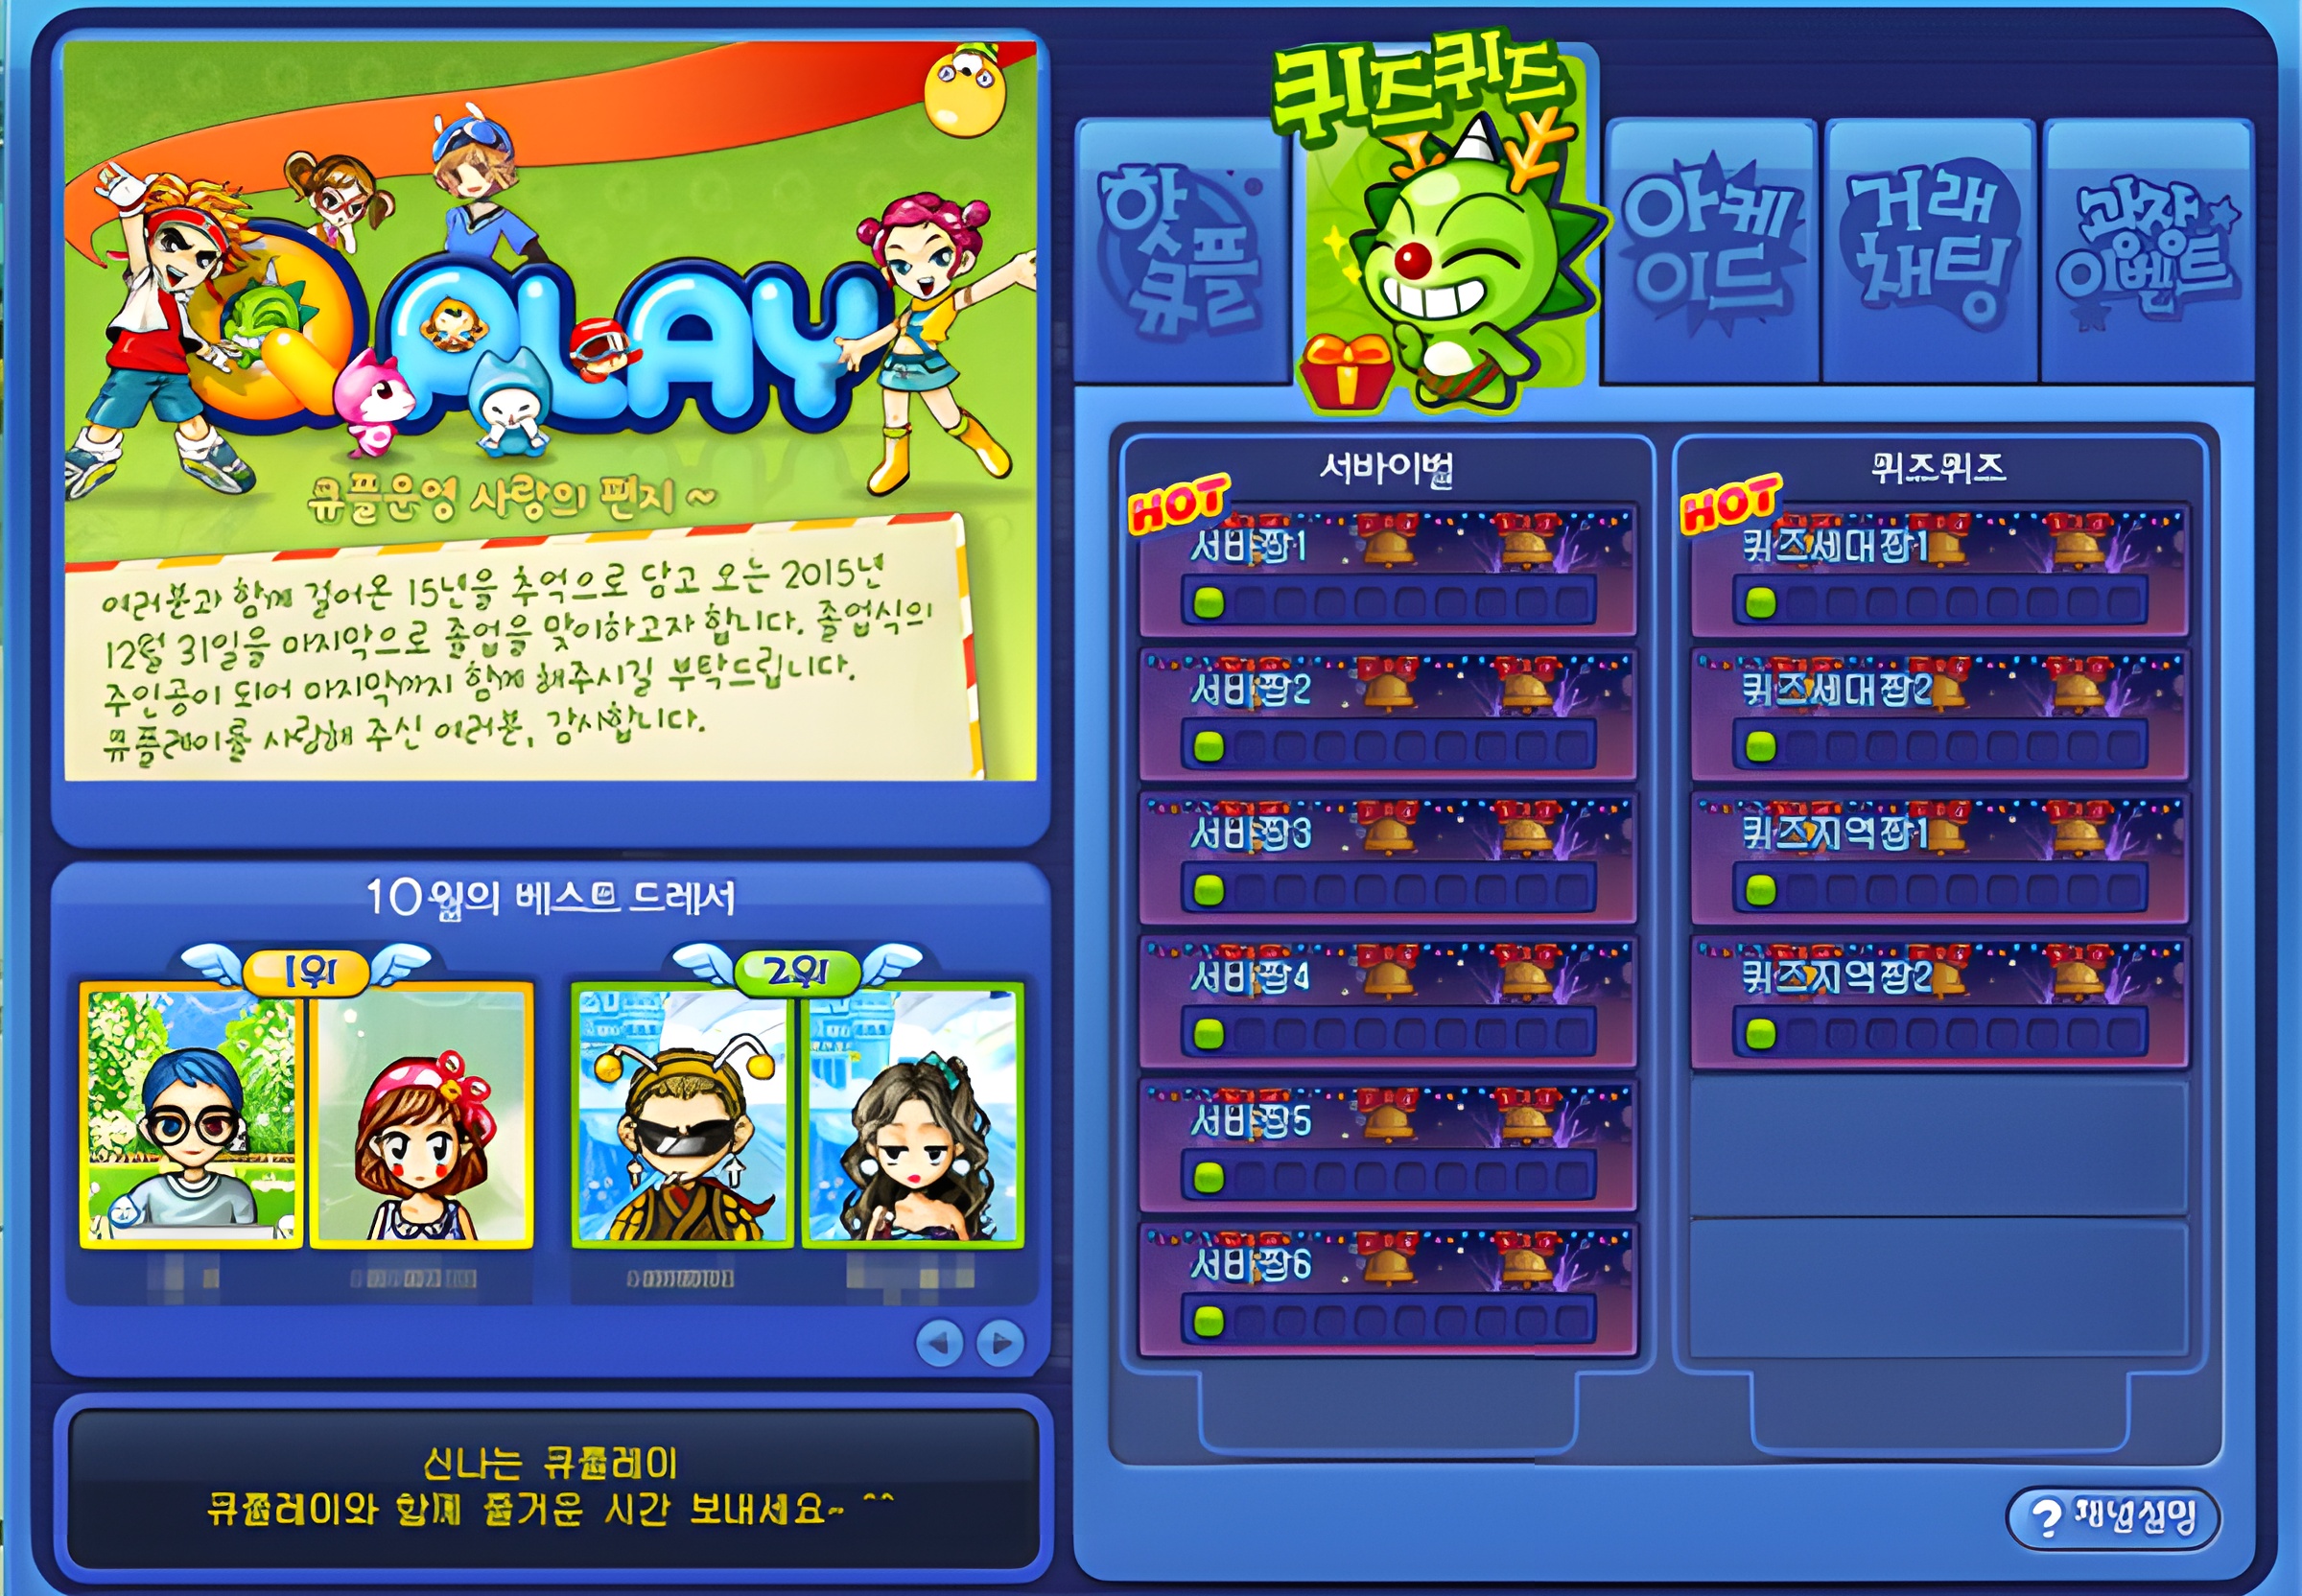 QPLAY
큐플운영 사랑의 편지 ~
여러분과 함께 걸어온 15년을 추억으로 담고 오는 2015년
12월 31일을 마지막으로 졸업을 맞이하고자 합니다. 졸업식의
주인공이 되어 마지막까지 함께 해주시길 부탁드립니다.
큐플레이를 사랑해 주신 여러분, 감사합니다.
10월의 베스트 드레서
1위
2위
신나는 큐플레이
큐플레이와 함께 즐거운 시간 보내세요~ ^^
핫
큐플
퀴즈퀴즈
아케
이드
거래
채팅
광장
이벤트
서바이벌
HOT
서바짱1
서바짱2
서바짱3
서바짱4
서바짱5
서바짱6
퀴즈퀴즈
HOT
퀴즈세대짱1
퀴즈세대짱2
퀴즈지역짱1
퀴즈지역짱2
? 채널설명